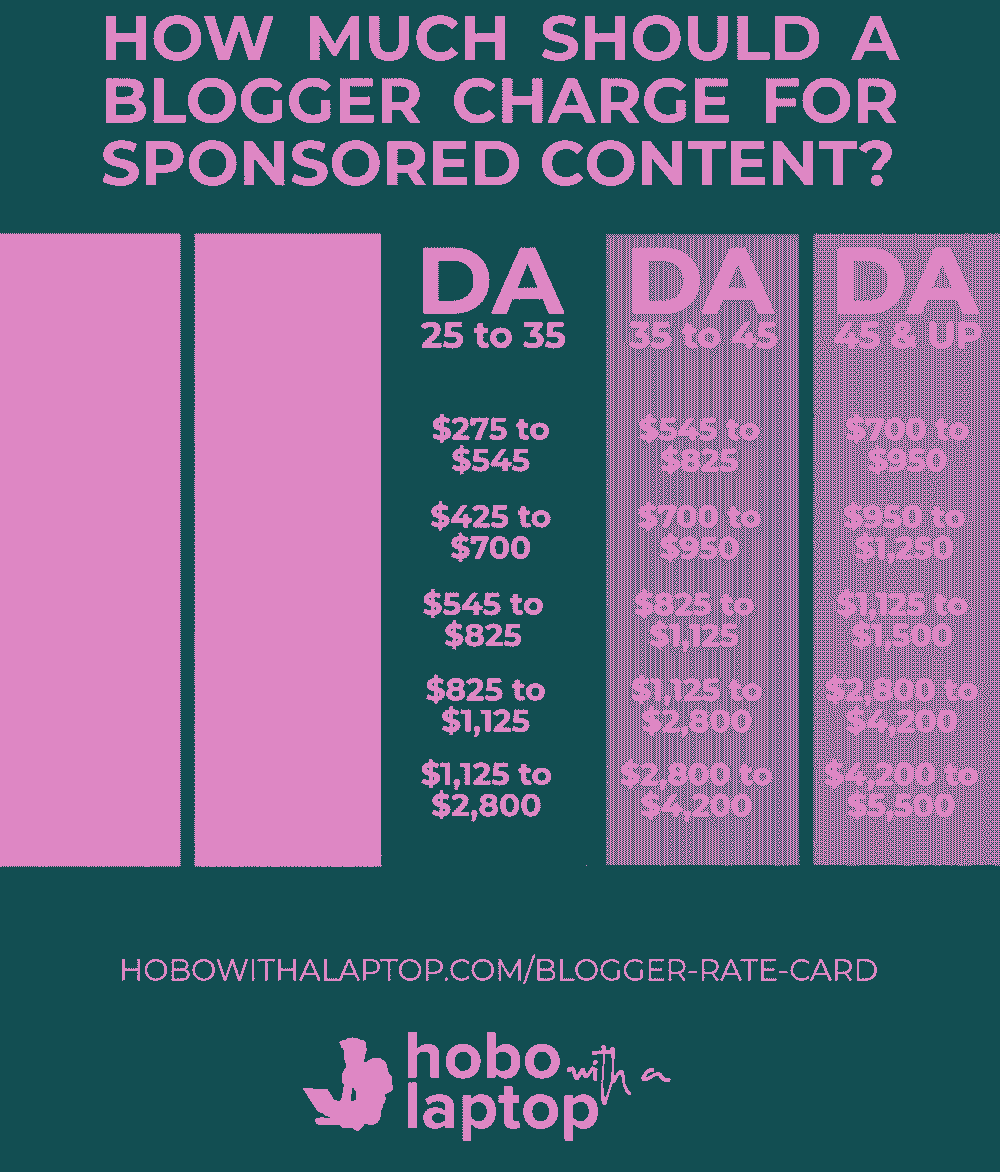 HOW MUCH SHOULD A
BLOGGER CHARGE FOR
SPONSORED CONTENT?
DA
25 to 35
$275 to
$545
$425 to
$700
$545 to
$825
$825 to
$1,125
$1,125 to
$2,800
DA
35 to 45
$545 to
$825
$700 to
$950
$825 to
$1,125
$1,125 to
$2,800
$2,800 to
$4,200
DA
45 & UP
$700 to
$950
$950 to
$1,250
$1,125 to
$1,500
$2,800 to
$4,200
$4,200 to
$5,500
HOBOWITHALAPTOP.COM/BLOGGER-RATE-CARD
hobo with a
laptop